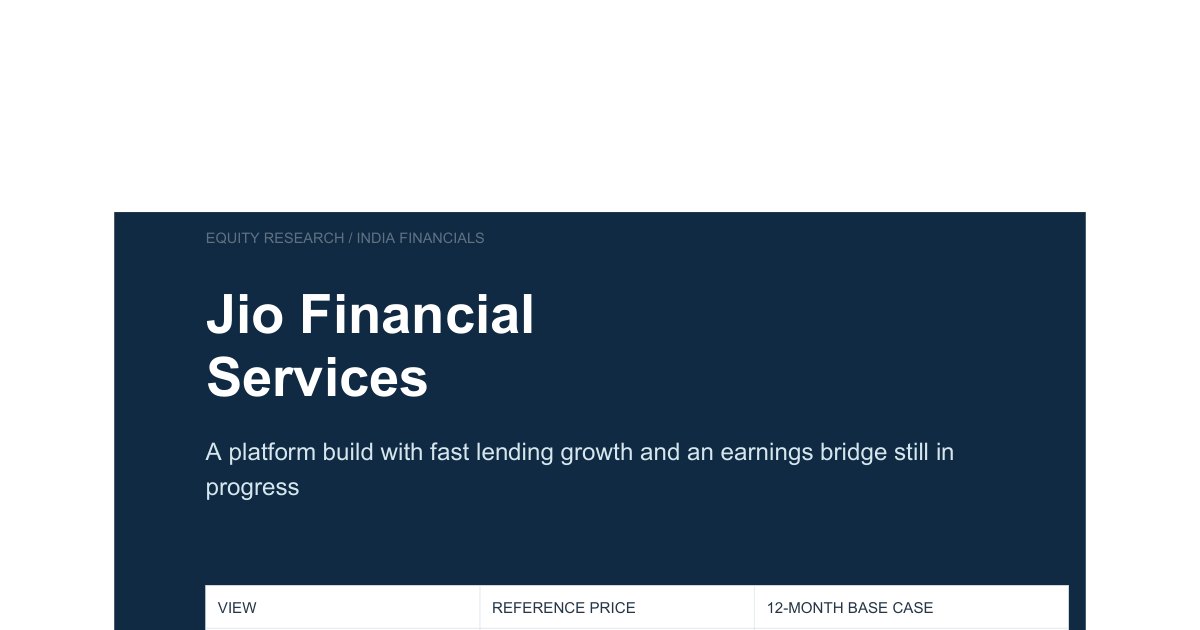 EQUITY RESEARCH / INDIA FINANCIALS
Jio Financial
Services
A platform build with fast lending growth and an earnings bridge still in
progress
VIEW
REFERENCE PRICE
12-MONTH BASE CASE